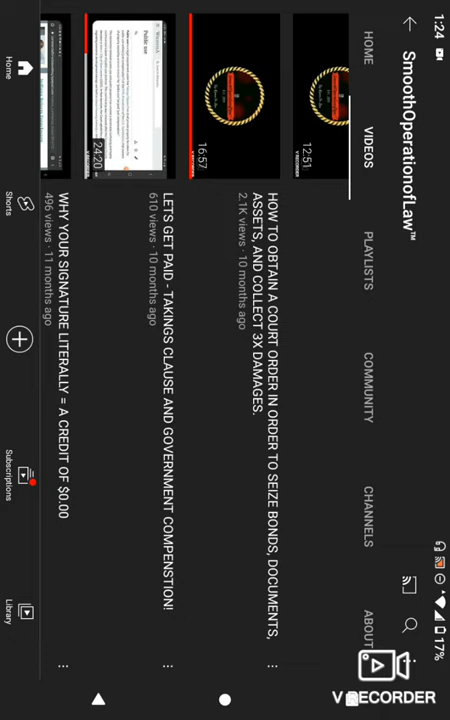 1:24
17%
SmoothOperationofLaw™
HOME VIDEOS PLAYLISTS COMMUNITY CHANNELS ABOUT
12:51
16:57
HOW TO OBTAIN A COURT ORDER IN ORDER TO SEIZE BONDS, DOCUMENTS,
ASSETS, AND COLLECT 3X DAMAGES.
2.1K views · 10 months ago
Public use
24:20
LET'S GET PAID - TAKINGS CLAUSE AND GOVERNMENT COMPENSTION!
610 views · 10 months ago
WHY YOUR SIGNATURE LITERALLY = A CREDIT OF $0.00
496 views · 11 months ago
Home
Shorts
Subscriptions
Library
V RECORDER